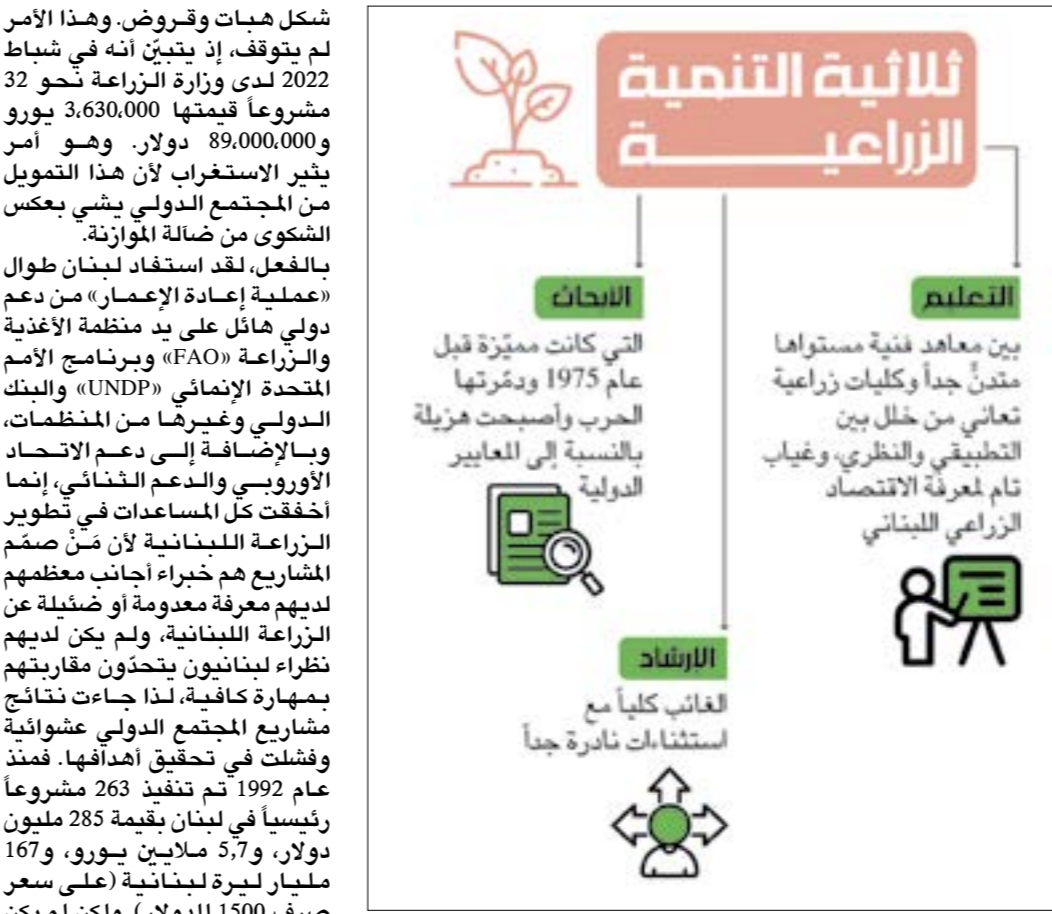 ثلاثية التنمية
الزراعيــــــة
التعليم
بين معاهد فنية مستواها
متدنٍّ جداً وكليات زراعية
تعاني من خلل بين
التطبيقي والنظري، وغياب
تام لمعرفة الاقتصاد
الزراعي اللبناني
الأبحاث
التي كانت مميّزة قبل
عام 1975 ودمّرتها
الحرب وأصبحت هزيلة
بالنسبة إلى المعايير
الدولية
الإرشاد
الغائب كلياً مع
استثناءات نادرة جداً
شكل هبات وقروض. وهذا الأمر
لم يتوقف، إذ يتبيّن أنه في شباط
2022 لدى وزارة الزراعة نحو 32
مشروعاً قيمتها 3،630،000 يورو
و89،000،000 دولار. وهو أمر
يثير الاستغراب لأن هذا التمويل
من المجتمع الدولي يشي بعكس
الشكوى من ضآلة الموازنة.
بالفعل، لقد استفاد لبنان طوال
«عملية إعادة الإعمار» من دعم
دولي هائل على يد منظمة الأغذية
والزراعة «FAO» وبرنامج الأمم
المتحدة الإنمائي «UNDP» والبنك
الدولي وغيرها من المنظمات،
وبالإضافة إلى دعم الاتحاد
الأوروبي والدعم الثنائي، إنما
أخفقت كل المساعدات في تطوير
الزراعة اللبنانية لأن مَنْ صمّم
المشاريع هم خبراء أجانب معظمهم
لديهم معرفة معدومة أو ضئيلة عن
الزراعة اللبنانية، ولم يكن لديهم
نظراء لبنانيون يتحدّون مقاربتهم
بمهارة كافية، لذا جاءت نتائج
مشاريع المجتمع الدولي عشوائية
وفشلت في تحقيق أهدافها. فمنذ
عام 1992 تم تنفيذ 263 مشروعاً
رئيسياً في لبنان بقيمة 285 مليون
دولار، و5,7 ملايين يورو، و167
مليار ليرة لبنانية (على سعر
صرف 1500 للدولار). ولكن لم يكن